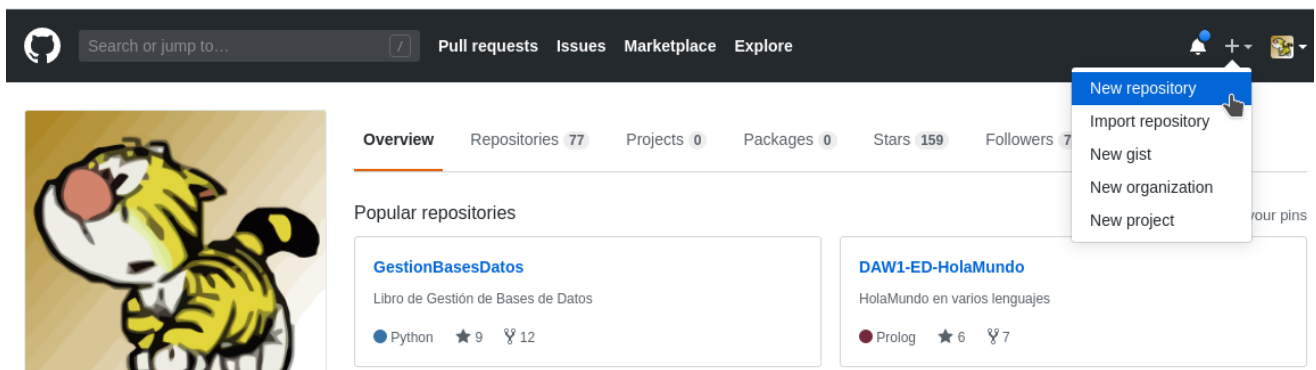 Search or jump to… / Pull requests Issues Marketplace Explore
New repository
Import repository
New gist
New organization
New project
Overview Repositories 77 Projects 0 Packages 0 Stars 159 Followers 7
Popular repositories your pins
GestionBasesDatos
Libro de Gestión de Bases de Datos
Python 9 12
DAW1-ED-HolaMundo
HolaMundo en varios lenguajes
Prolog 6 7